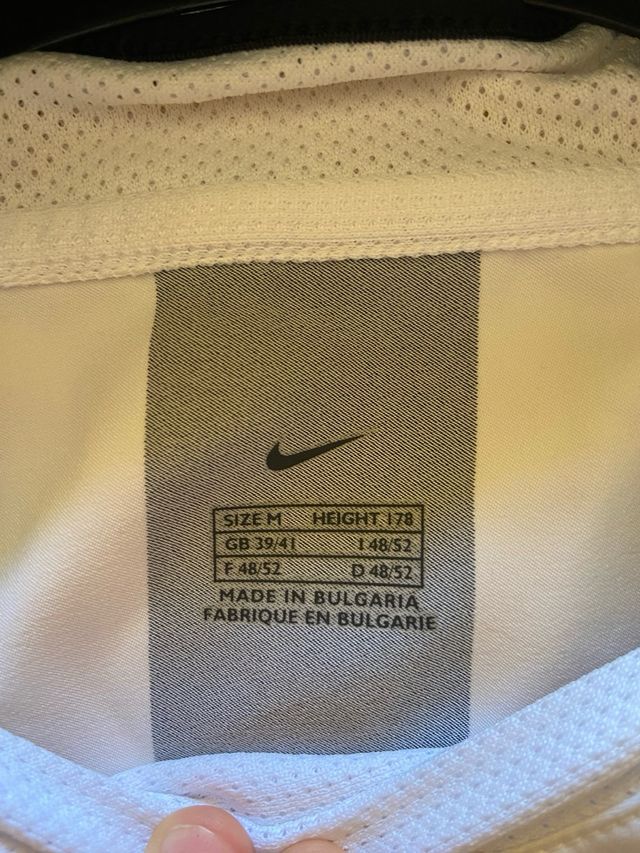 SIZE M HEIGHT 178
GB 39/41 I 48/52
F 48/52 D 48/52
MADE IN BULGARIA
FABRIQUE EN BULGARIE